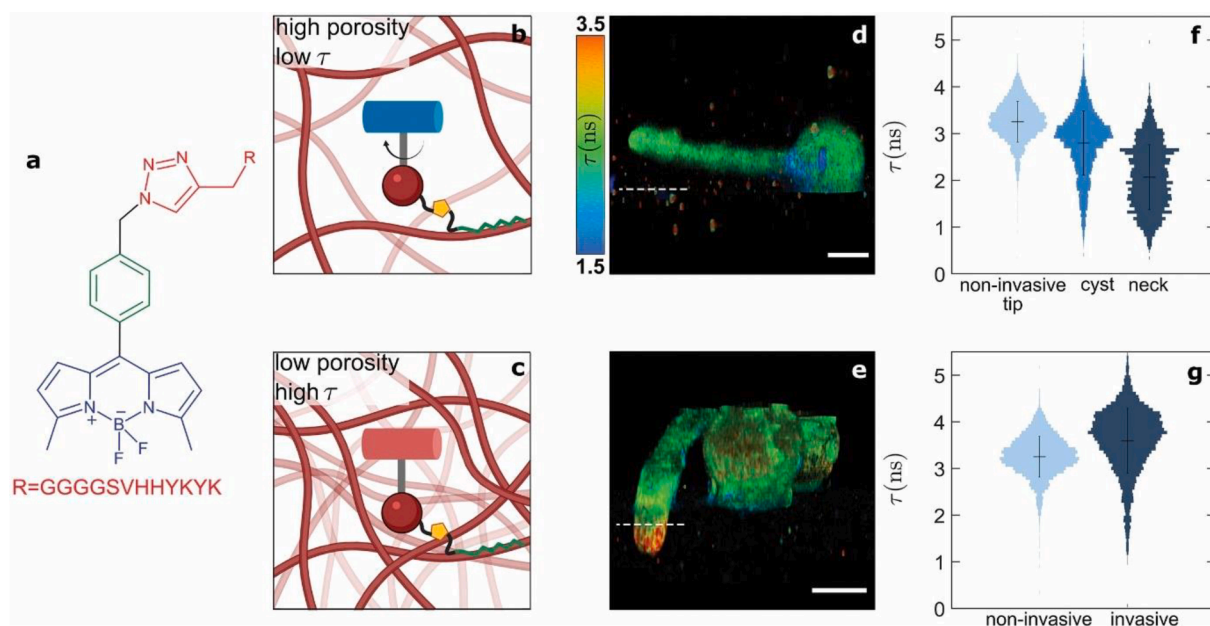 a
N
N
N
R
N
N
B
+
−
F
F
R=GGGGSVHHYKYK
high porosity
low τ
b
low porosity
high τ
c
3.5
τ(ns)
1.5
d
e
f
τ(ns)
5
4
3
2
1
0
non-invasive
tip
cyst
neck
g
τ(ns)
5
4
3
2
1
0
non-invasive
invasive